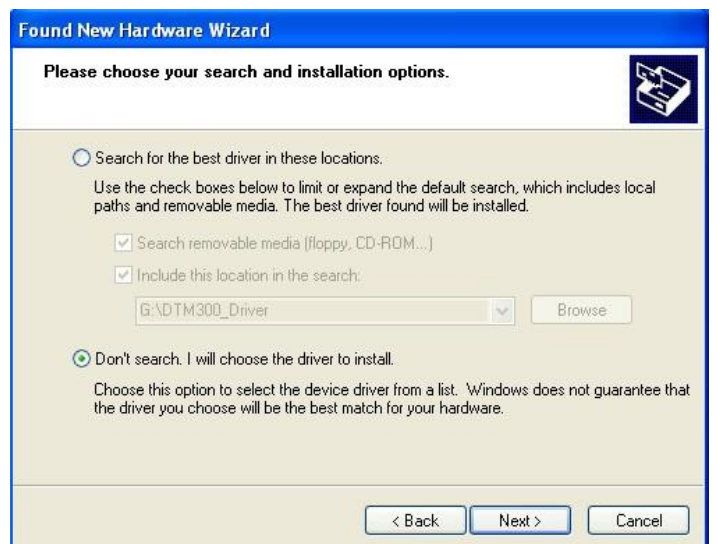 Found New Hardware Wizard
Please choose your search and installation options.
Search for the best driver in these locations.
Use the check boxes below to limit or expand the default search, which includes local
paths and removable media. The best driver found will be installed.
Search removable media (floppy, CD-ROM...)
Include this location in the search:
G:\DTM300_Driver
Browse
Don't search. I will choose the driver to install.
Choose this option to select the device driver from a list. Windows does not guarantee that
the driver you choose will be the best match for your hardware.
< Back Next > Cancel